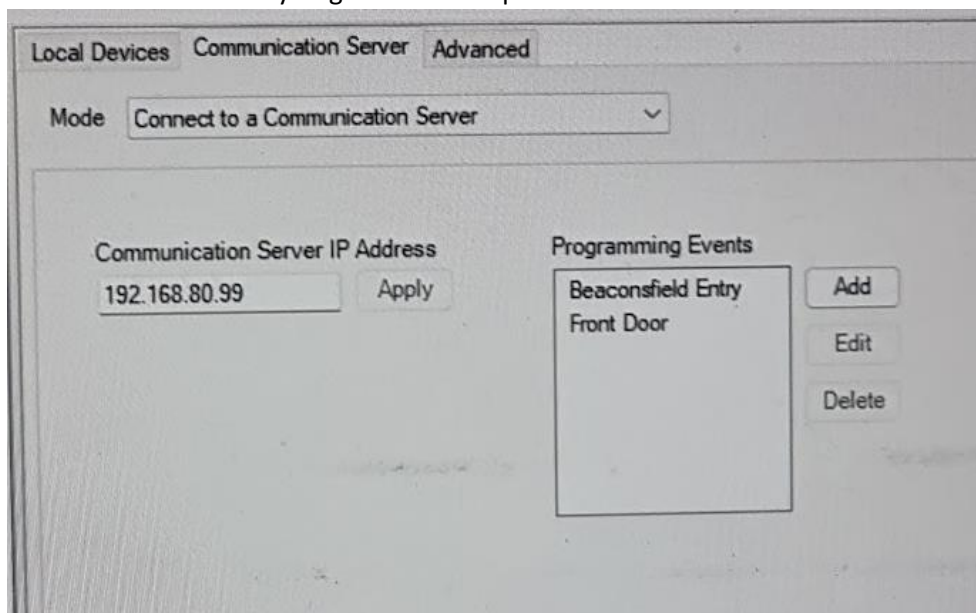 Local Devices Communication Server Advanced
Mode Connect to a Communication Server
Communication Server IP Address
192.168.80.99 Apply
Programming Events
Beaconsfield Entry
Front Door
Add
Edit
Delete